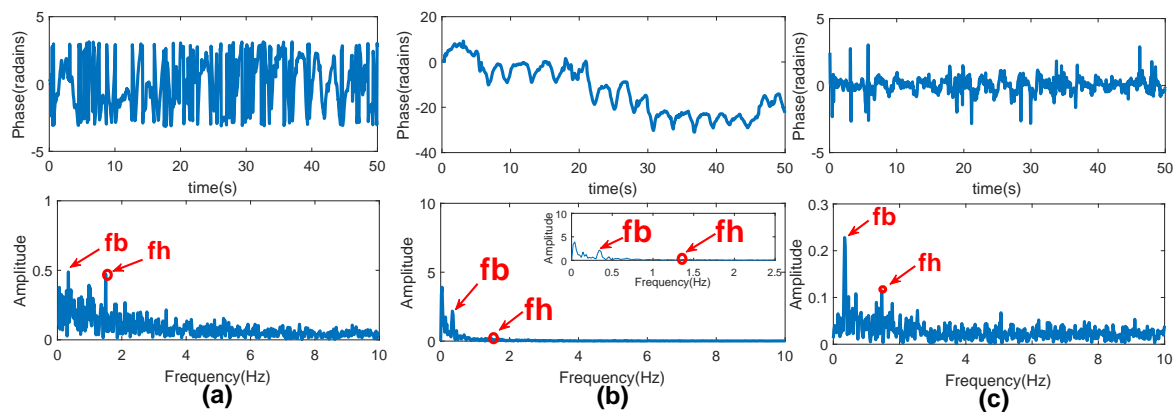 5
0
-5
Phase(radains)
0 10 20 30 40 50
time(s)
1
0.5
0
Amplitude
fb
fh
0 2 4 6 8 10
Frequency(Hz)
(a)
20
0
-20
-40
Phase(radains)
0 10 20 30 40 50
time(s)
10
5
0
Amplitude
fb
fh
0 2 4 6 8 10
Frequency(Hz)
10
5
0
Amplitude
fb
fh
0 0.5 1 1.5 2 2.5
Frequency(Hz)
(b)
5
0
-5
Phase(radains)
0 10 20 30 40 50
time(s)
0.3
0.2
0.1
0
Amplitude
fb
fh
0 2 4 6 8 10
Frequency(Hz)
(c)